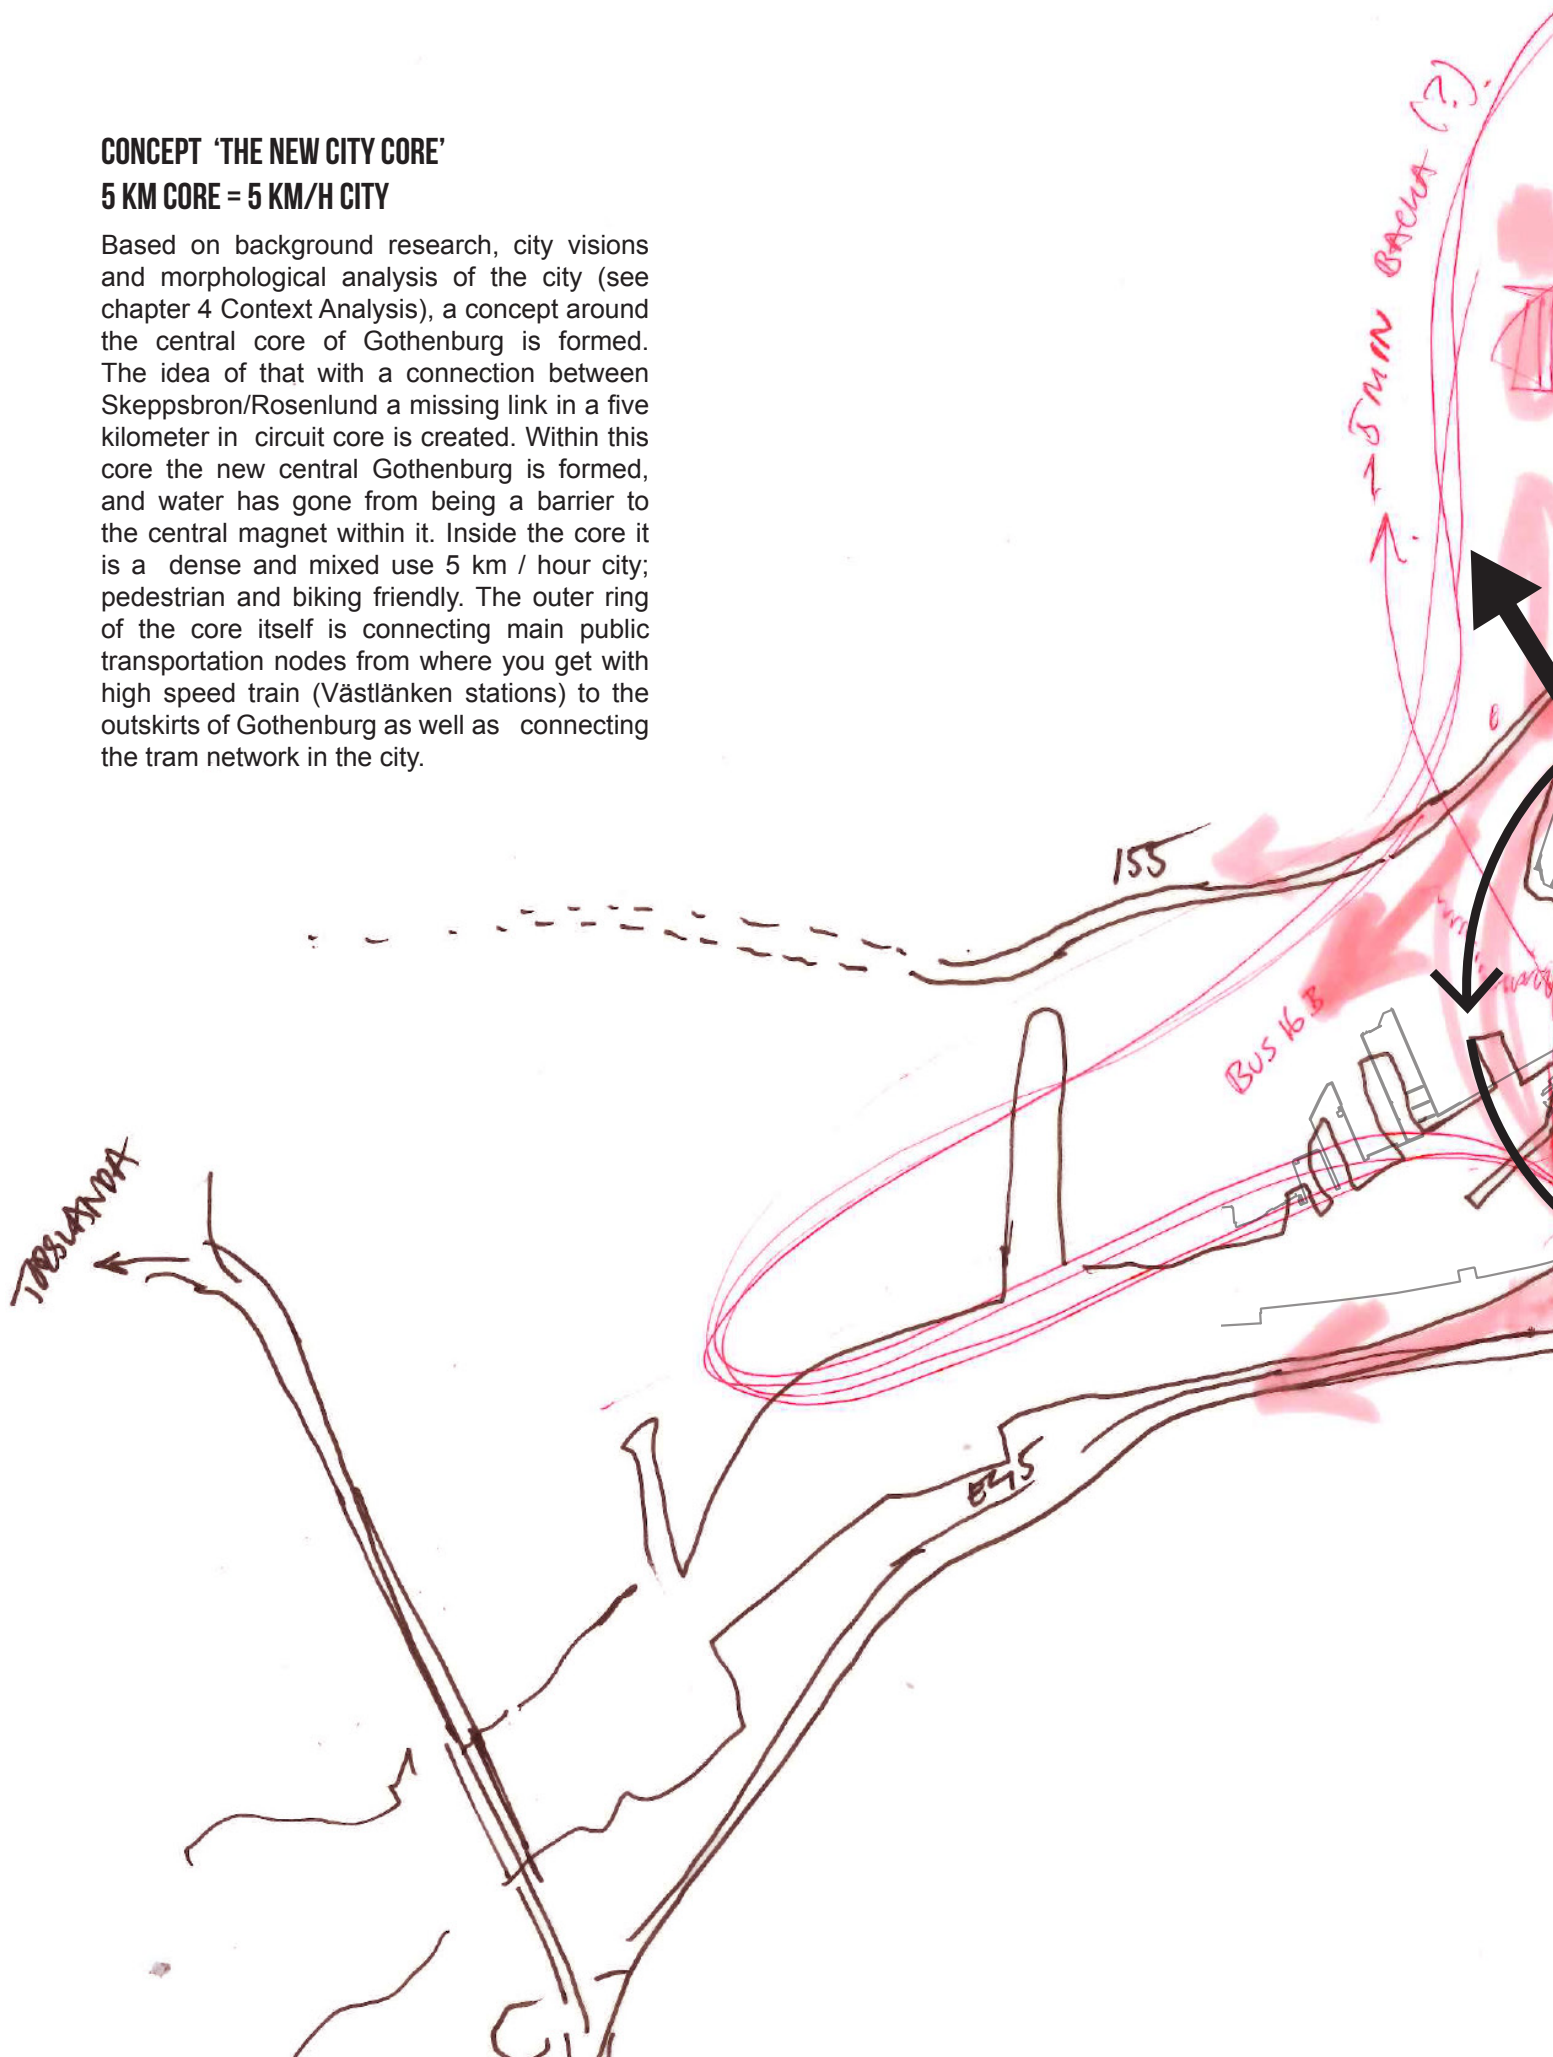 CONCEPT ‘THE NEW CITY CORE’
5 KM CORE = 5 KM/H CITY
Based on background research, city visions
and morphological analysis of the city (see
chapter 4 Context Analysis), a concept around
the central core of Gothenburg is formed.
The idea of that with a connection between
Skeppsbron/Rosenlund a missing link in a five
kilometer in circuit core is created. Within this
core the new central Gothenburg is formed,
and water has gone from being a barrier to
the central magnet within it. Inside the core it
is a dense and mixed use 5 km / hour city;
pedestrian and biking friendly. The outer ring
of the core itself is connecting main public
transportation nodes from where you get with
high speed train (Västlänken stations) to the
outskirts of Gothenburg as well as connecting
the tram network in the city.
5 MIN BACKA (?).
155
BUS 16 B
TORSLANDA
E45